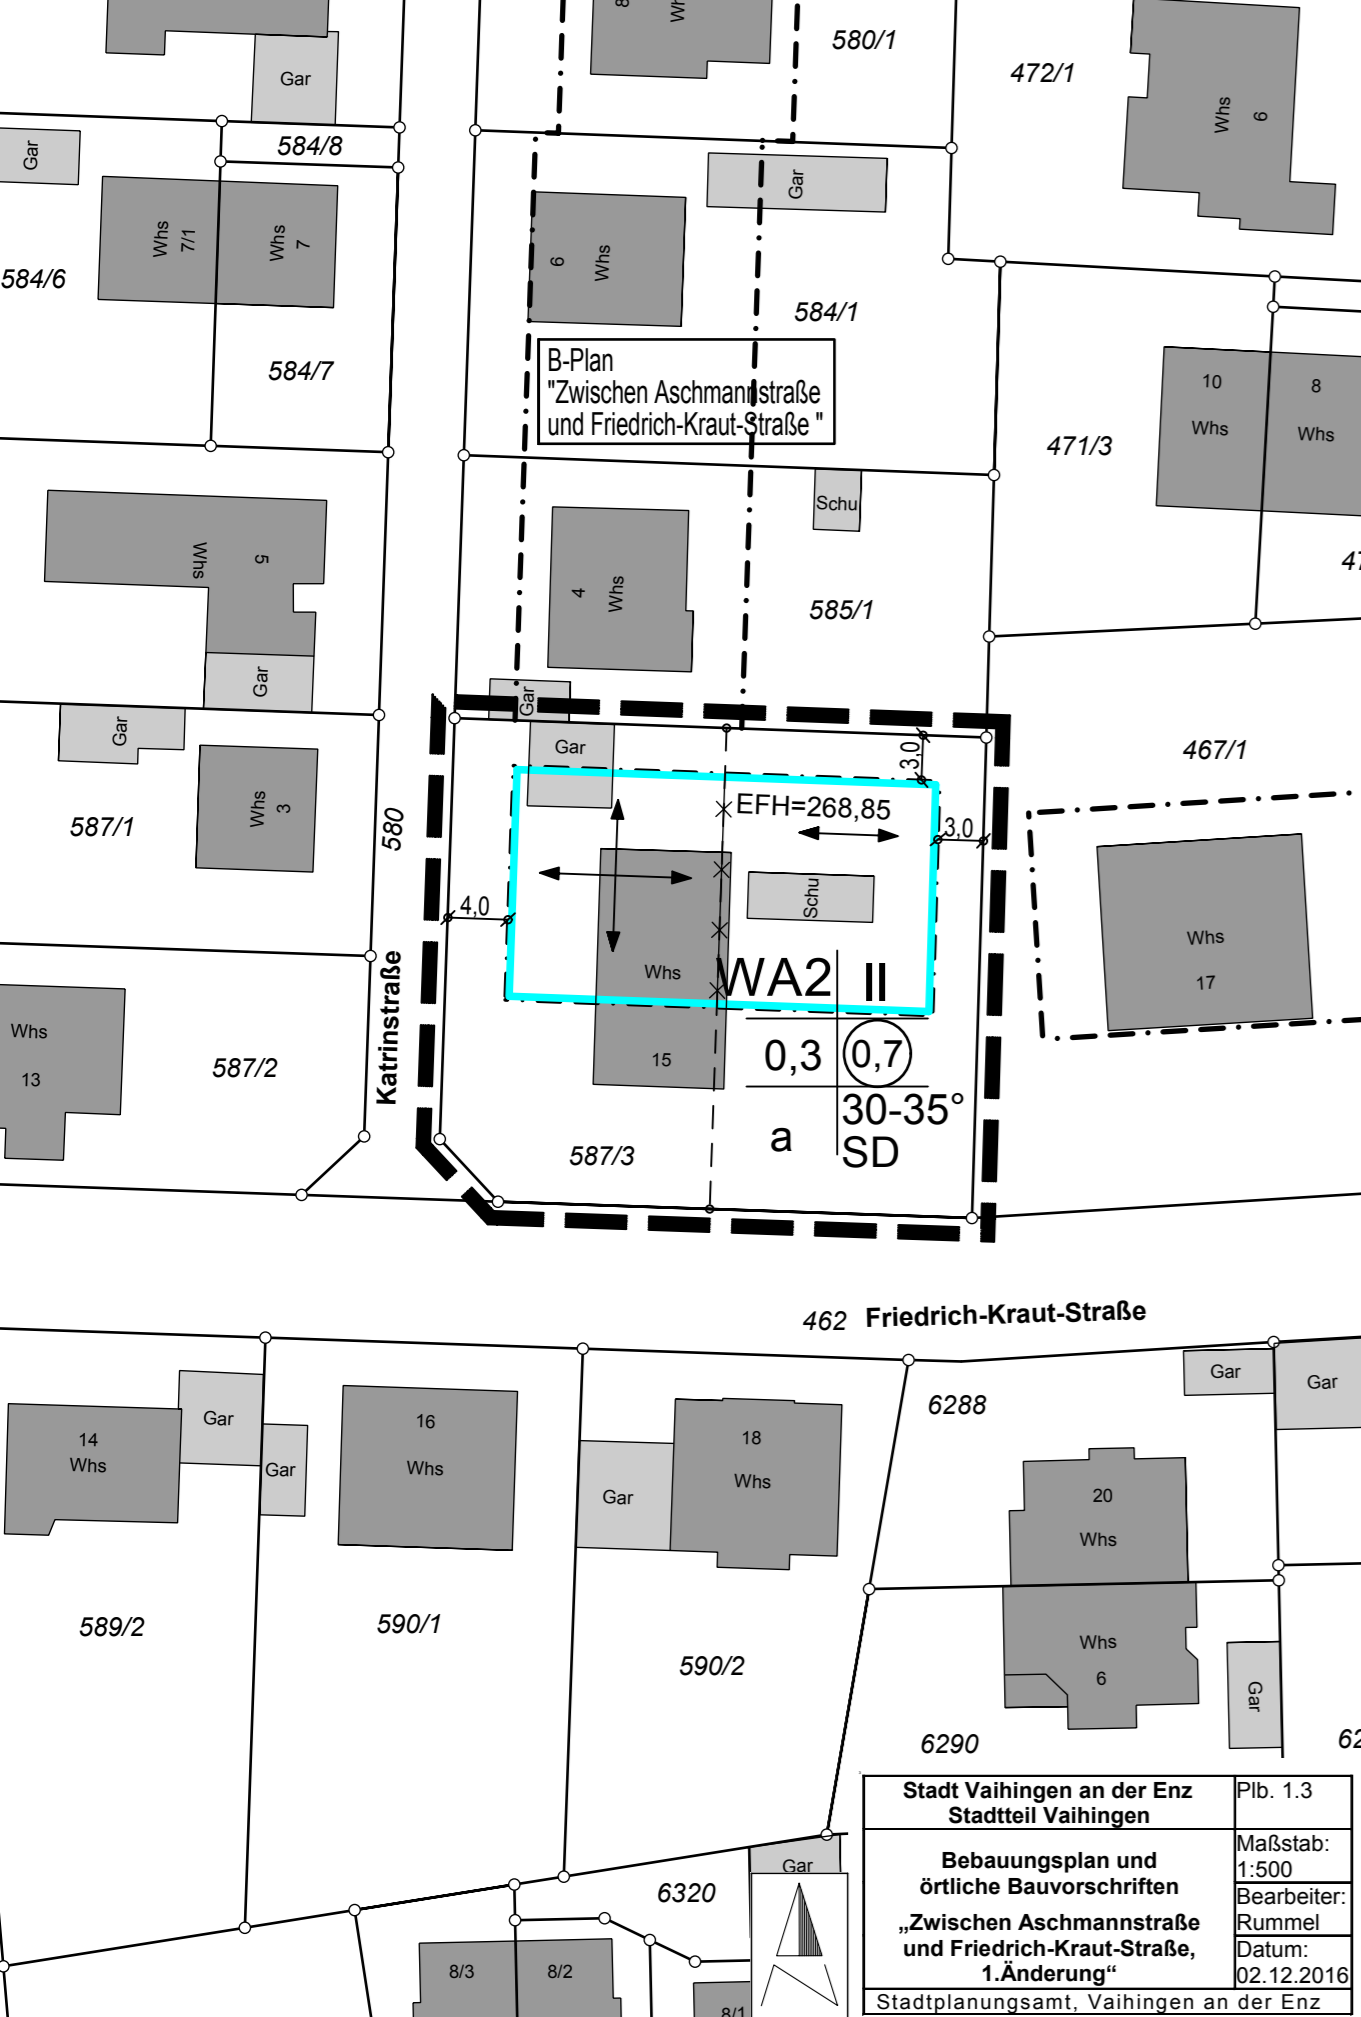 8
Wh
580/1
472/1
Gar
Whs
6
584/8
Gar
Gar
Whs
7/1
Whs
7
6
Whs
584/6
584/1
584/7
B-Plan
"Zwischen Aschmannstraße
und Friedrich-Kraut-Straße "
10
8
Whs
Whs
471/3
Schu
47
Whs
5
4
Whs
585/1
Gar
Gar
Gar
Gar
3,0
467/1
Whs
3
587/1
580
EFH=268,85
3,0
Schu
4,0
Whs
17
Whs
WA2
II
Katrinstraße
Whs
13
587/2
15
0,3
0,7
30-35°
a
SD
587/3
462
Friedrich-Kraut-Straße
Gar
Gar
6288
14
Whs
Gar
Gar
16
Whs
18
Whs
Gar
20
Whs
589/2
590/1
590/2
Whs
6
Gar
6290
62
Stadt Vaihingen an der Enz
Stadtteil Vaihingen
Plb. 1.3
Bebauungsplan und
örtliche Bauvorschriften
„Zwischen Aschmannstraße
und Friedrich-Kraut-Straße,
1.Änderung“
Maßstab:
1:500
Bearbeiter:
Rummel
Datum:
02.12.2016
Stadtplanungsamt, Vaihingen an der Enz
Gar
6320
8/3
8/2
8/1